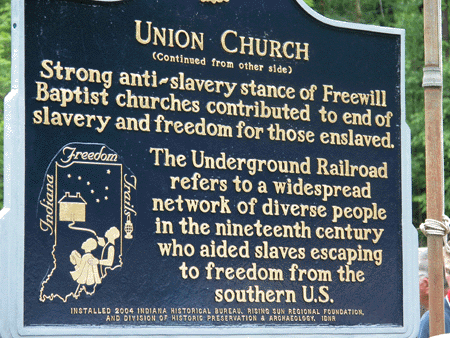 UNION CHURCH
(Continued from other side)
Strong anti-slavery stance of Freewill
Baptist churches contributed to end of
slavery and freedom for those enslaved.
Indiana
Freedom
Trails
The Underground Railroad
refers to a widespread
network of diverse people
in the nineteenth century
who aided slaves escaping
to freedom from the
southern U.S.
INSTALLED 2004 INDIANA HISTORICAL BUREAU, RISING SUN REGIONAL FOUNDATION,
AND DIVISION OF HISTORIC PRESERVATION & ARCHAEOLOGY, IDNR